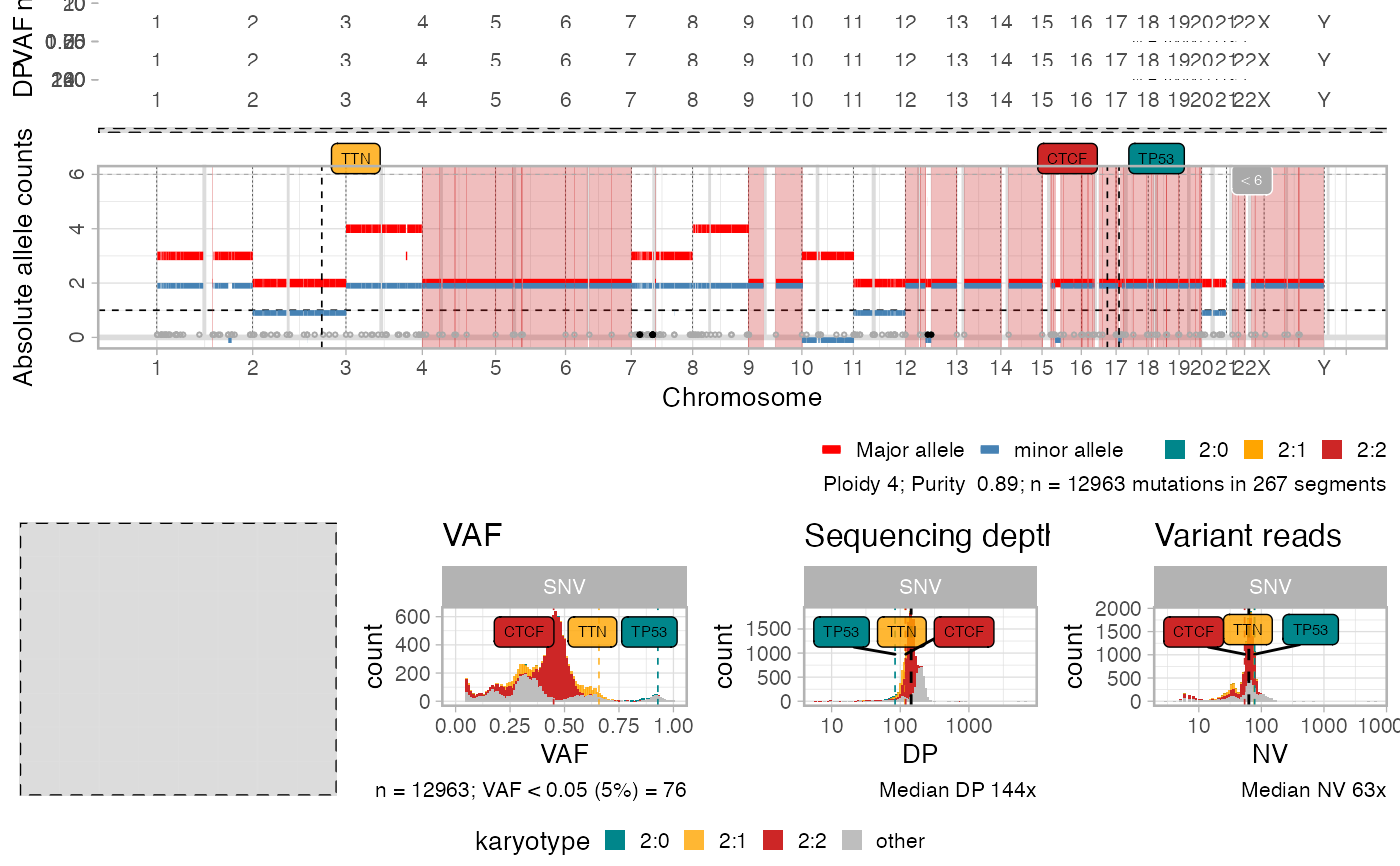 VAF n
10
1 2 3 4 5 6 7 8 9 10 11 12 13 14 15 16 17 18 19 20 21 22 X Y
1 2 3 4 5 6 7 8 9 10 11 12 13 14 15 16 17 18 19 20 21 22 X Y
DP
1 2 3 4 5 6 7 8 9 10 11 12 13 14 15 16 17 18 19 20 21 22 X Y
TTN CTCF TP53
< 6
Absolute allele counts
6
4
2
0
1 2 3 4 5 6 7 8 9 10 11 12 13 14 15 16 17 18 19 20 21 22 X Y
Chromosome
Major allele minor allele 2:0 2:1 2:2
Ploidy 4; Purity 0.89; n = 12963 mutations in 267 segments
VAF
SNV
CTCF TTN TP53
count
600
400
200
0
0.00 0.25 0.50 0.75 1.00
VAF
n = 12963; VAF < 0.05 (5%) = 76
Sequencing depth
SNV
TP53 TTN CTCF
count
1500
1000
500
0
10 100 1000
DP
Median DP 144x
Variant reads
SNV
CTCF TTN TP53
count
2000
1500
1000
500
0
10 100 1000 1000
NV
Median NV 63x
karyotype 2:0 2:1 2:2 other